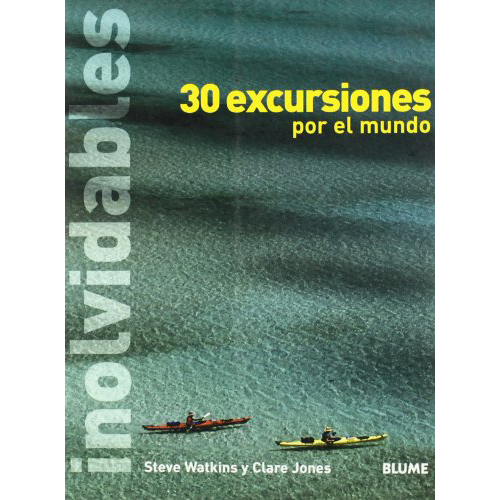 30 excursiones
por el mundo
inolvidables
Steve Watkins y Clare Jones
BLUME